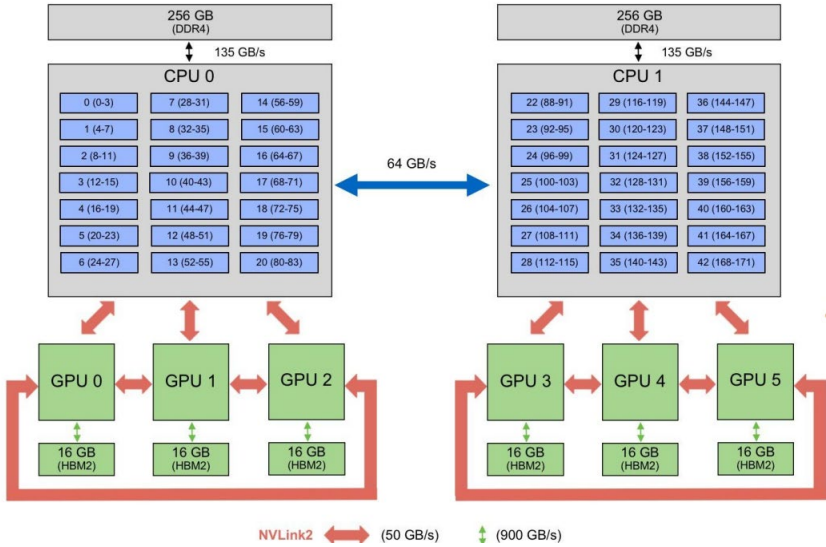 256 GB
(DDR4)
135 GB/s
CPU 0
0 (0-3)
7 (28-31)
14 (56-59)
1 (4-7)
8 (32-35)
15 (60-63)
2 (8-11)
9 (36-39)
16 (64-67)
3 (12-15)
10 (40-43)
17 (68-71)
4 (16-19)
11 (44-47)
18 (72-75)
5 (20-23)
12 (48-51)
19 (76-79)
6 (24-27)
13 (52-55)
20 (80-83)
64 GB/s
256 GB
(DDR4)
135 GB/s
CPU 1
22 (88-91)
29 (116-119)
36 (144-147)
23 (92-95)
30 (120-123)
37 (148-151)
24 (96-99)
31 (124-127)
38 (152-155)
25 (100-103)
32 (128-131)
39 (156-159)
26 (104-107)
33 (132-135)
40 (160-163)
27 (108-111)
34 (136-139)
41 (164-167)
28 (112-115)
35 (140-143)
42 (168-171)
GPU 0
GPU 1
GPU 2
16 GB
(HBM2)
16 GB
(HBM2)
16 GB
(HBM2)
GPU 3
GPU 4
GPU 5
16 GB
(HBM2)
16 GB
(HBM2)
16 GB
(HBM2)
NVLink2 (50 GB/s) (900 GB/s)